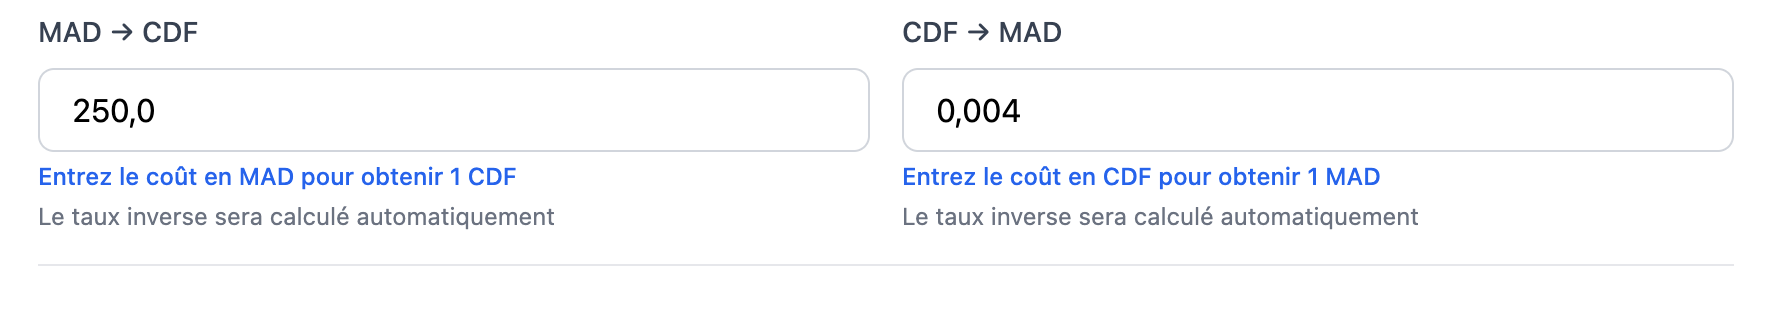 MAD → CDF
250,0
Entrez le coût en MAD pour obtenir 1 CDF
Le taux inverse sera calculé automatiquement
CDF → MAD
0,004
Entrez le coût en CDF pour obtenir 1 MAD
Le taux inverse sera calculé automatiquement